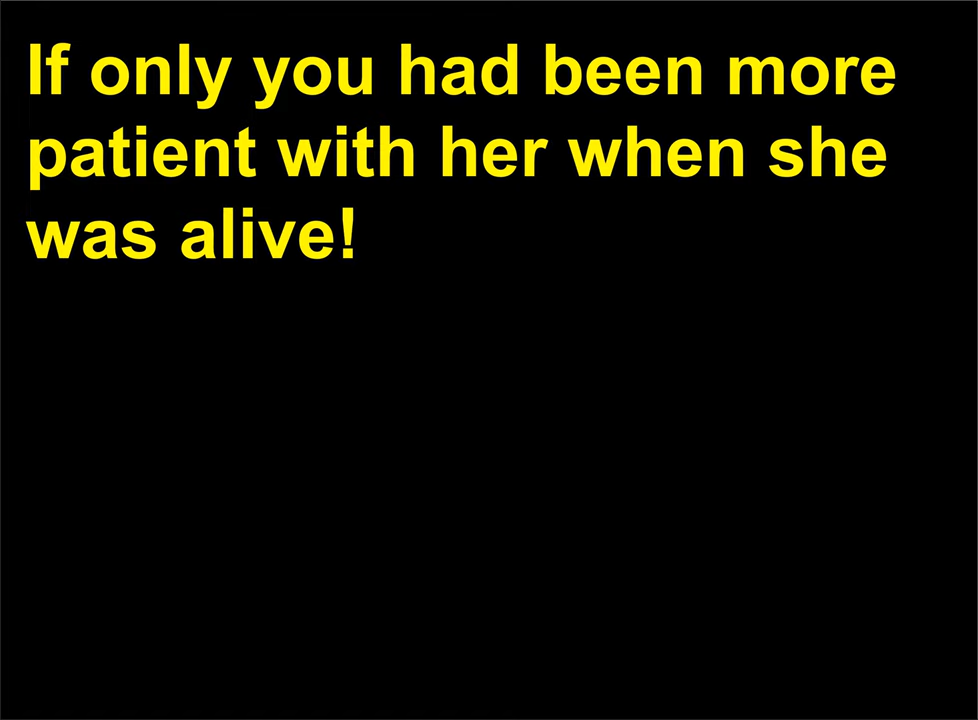 If only you had been more
patient with her when she
was alive!